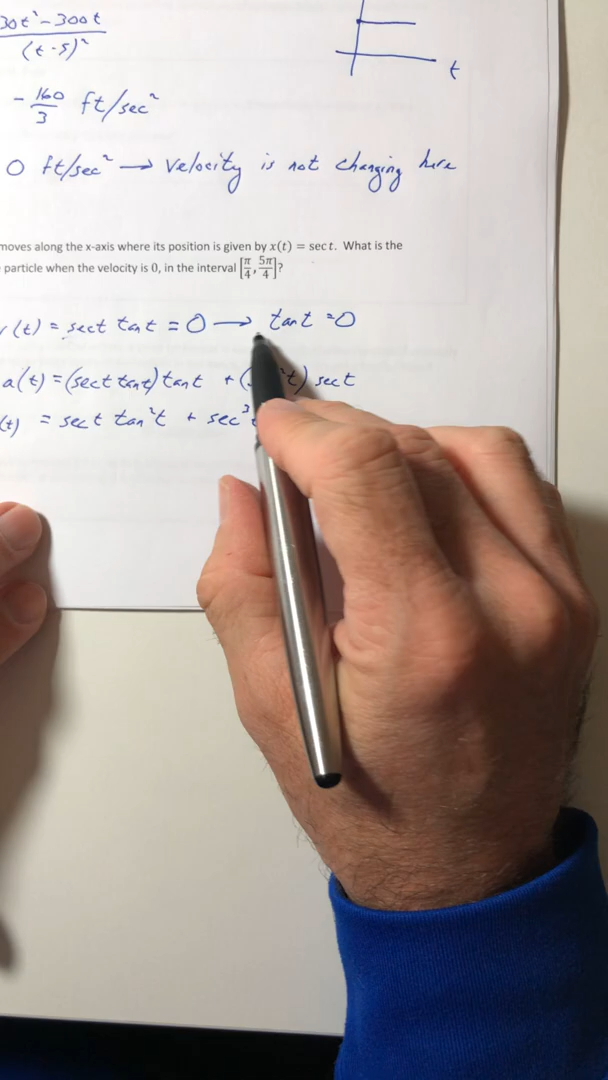 30t² - 300t
(t - 5)²
t
- 160/3 ft/sec²
0 ft/sec² → Velocity is not changing here
moves along the x-axis where its position is given by x(t) = sec t. What is the
particle when the velocity is 0, in the interval [π/4, 5π/4]?
(t) = sec t tan t = 0 → tan t = 0
a(t) = (sec t tan t) tan t + ( t) sec t
(t) = sec t tan² t + sec³